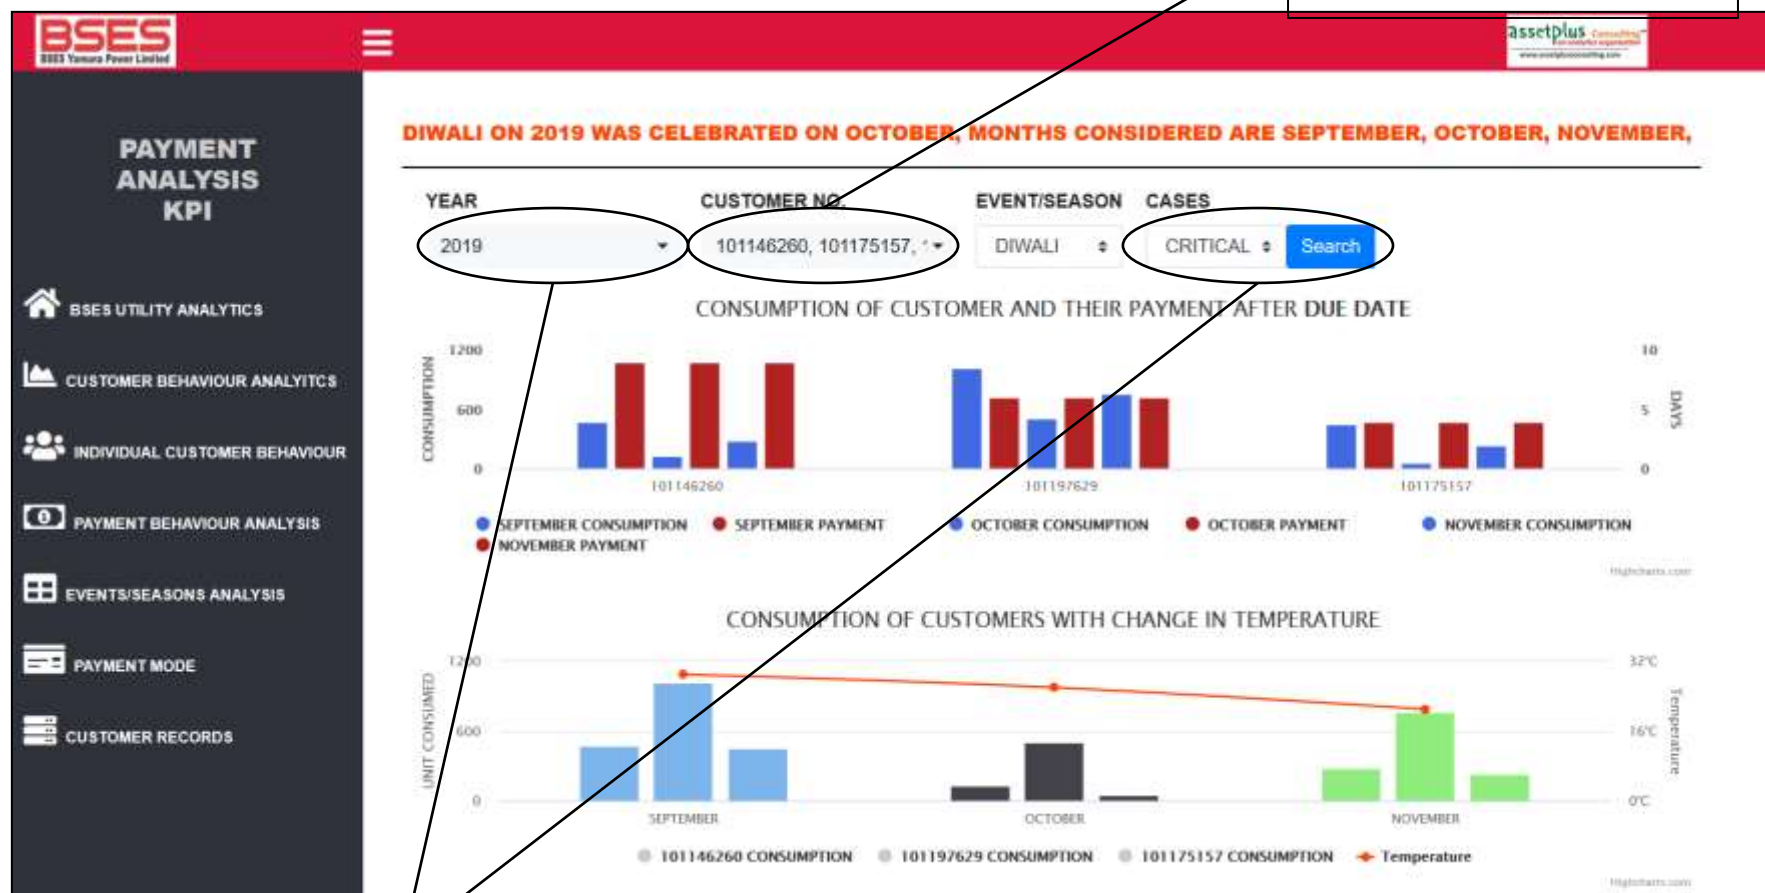 BSES
BSES Yamuna Power Limited
assetplus Consulting
PAYMENT
ANALYSIS
KPI
BSES UTILITY ANALYTICS
CUSTOMER BEHAVIOUR ANALYITCS
INDIVIDUAL CUSTOMER BEHAVIOUR
PAYMENT BEHAVIOUR ANALYSIS
EVENTS/SEASONS ANALYSIS
PAYMENT MODE
CUSTOMER RECORDS
DIWALI ON 2019 WAS CELEBRATED ON OCTOBER, MONTHS CONSIDERED ARE SEPTEMBER, OCTOBER, NOVEMBER,
YEAR CUSTOMER NO. EVENT/SEASON CASES
2019 101146260, 101175157, DIWALI CRITICAL Search
CONSUMPTION OF CUSTOMER AND THEIR PAYMENT AFTER DUE DATE
CONSUMPTION
1200
600
0
10
5
0
DAYS
101146260 101197629 101175157
SEPTEMBER CONSUMPTION SEPTEMBER PAYMENT OCTOBER CONSUMPTION OCTOBER PAYMENT NOVEMBER CONSUMPTION
NOVEMBER PAYMENT
Highcharts.com
CONSUMPTION OF CUSTOMERS WITH CHANGE IN TEMPERATURE
UNIT CONSUMED
1200
600
0
32°C
16°C
0°C
Temperature
SEPTEMBER OCTOBER NOVEMBER
101146260 CONSUMPTION 101197629 CONSUMPTION 101175157 CONSUMPTION Temperature
Highcharts.com